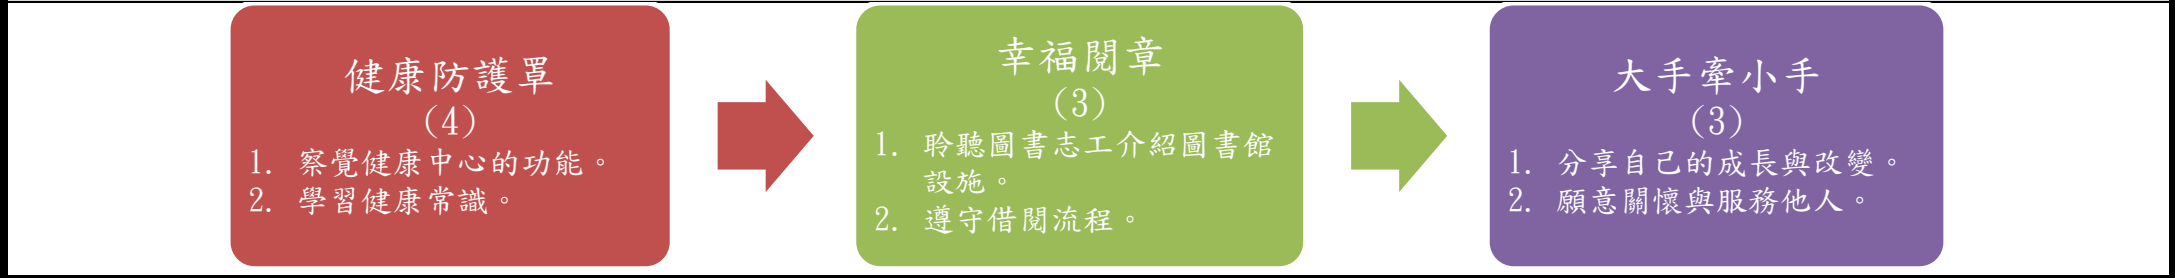 健康防護罩
(4)
1. 察覺健康中心的功能。
2. 學習健康常識。
幸福閱章
(3)
1. 聆聽圖書志工介紹圖書館
設施。
2. 遵守借閱流程。
大手牽小手
(3)
1. 分享自己的成長與改變。
2. 願意關懷與服務他人。